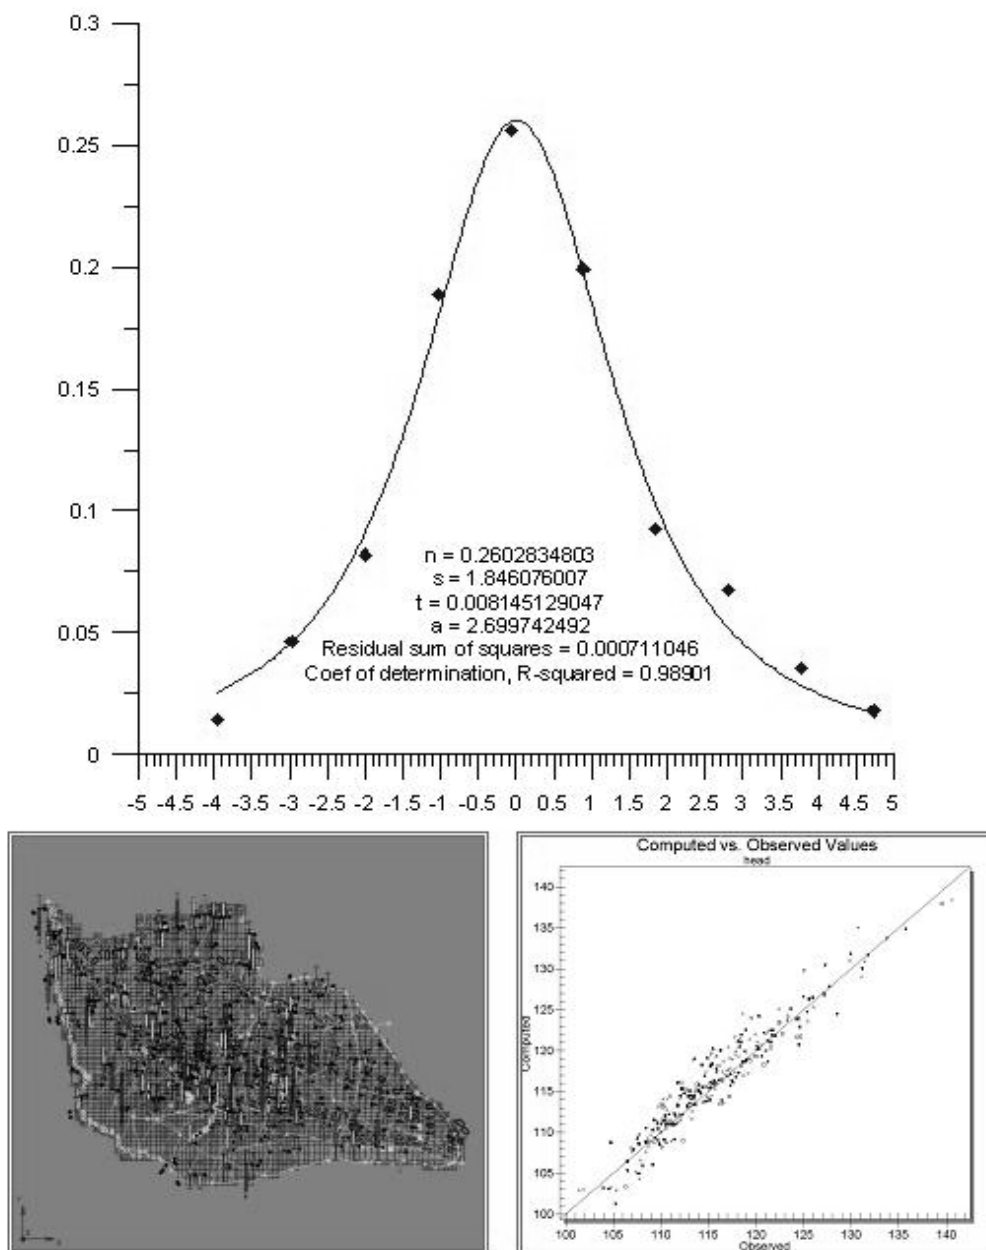 0.3
0.25
0.2
0.15
0.1
0.05
0
n = 0.2602834803
s = 1.846076007
t = 0.008145129047
a = 2.699742492
Residual sum of squares = 0.000711046
Coef of determination, R-squared = 0.98901
-5 -4.5 -4 -3.5 -3 -2.5 -2 -1.5 -1 -0.5 0 0.5 1 1.5 2 2.5 3 3.5 4 4.5 5
Computed vs. Observed Values
head
140
135
130
125
120
115
110
105
100
Computed
100 105 110 115 120 125 130 135 140
Observed